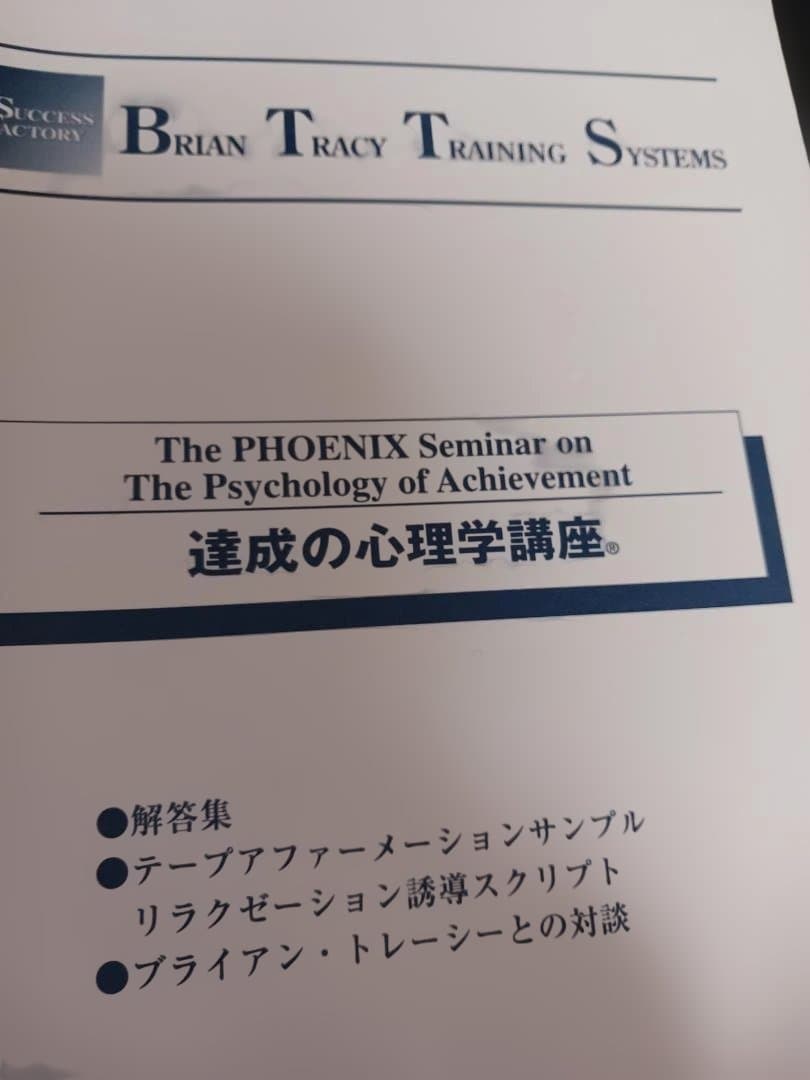 SUCCESS
ACTORY
BRIAN TRACY TRAINING SYSTEMS
The PHOENIX Seminar on
The Psychology of Achievement
達成の心理学講座®
●解答集
●テープアファーメーションサンプル
リラクゼーション誘導スクリプト
●ブライアン・トレーシーとの対談